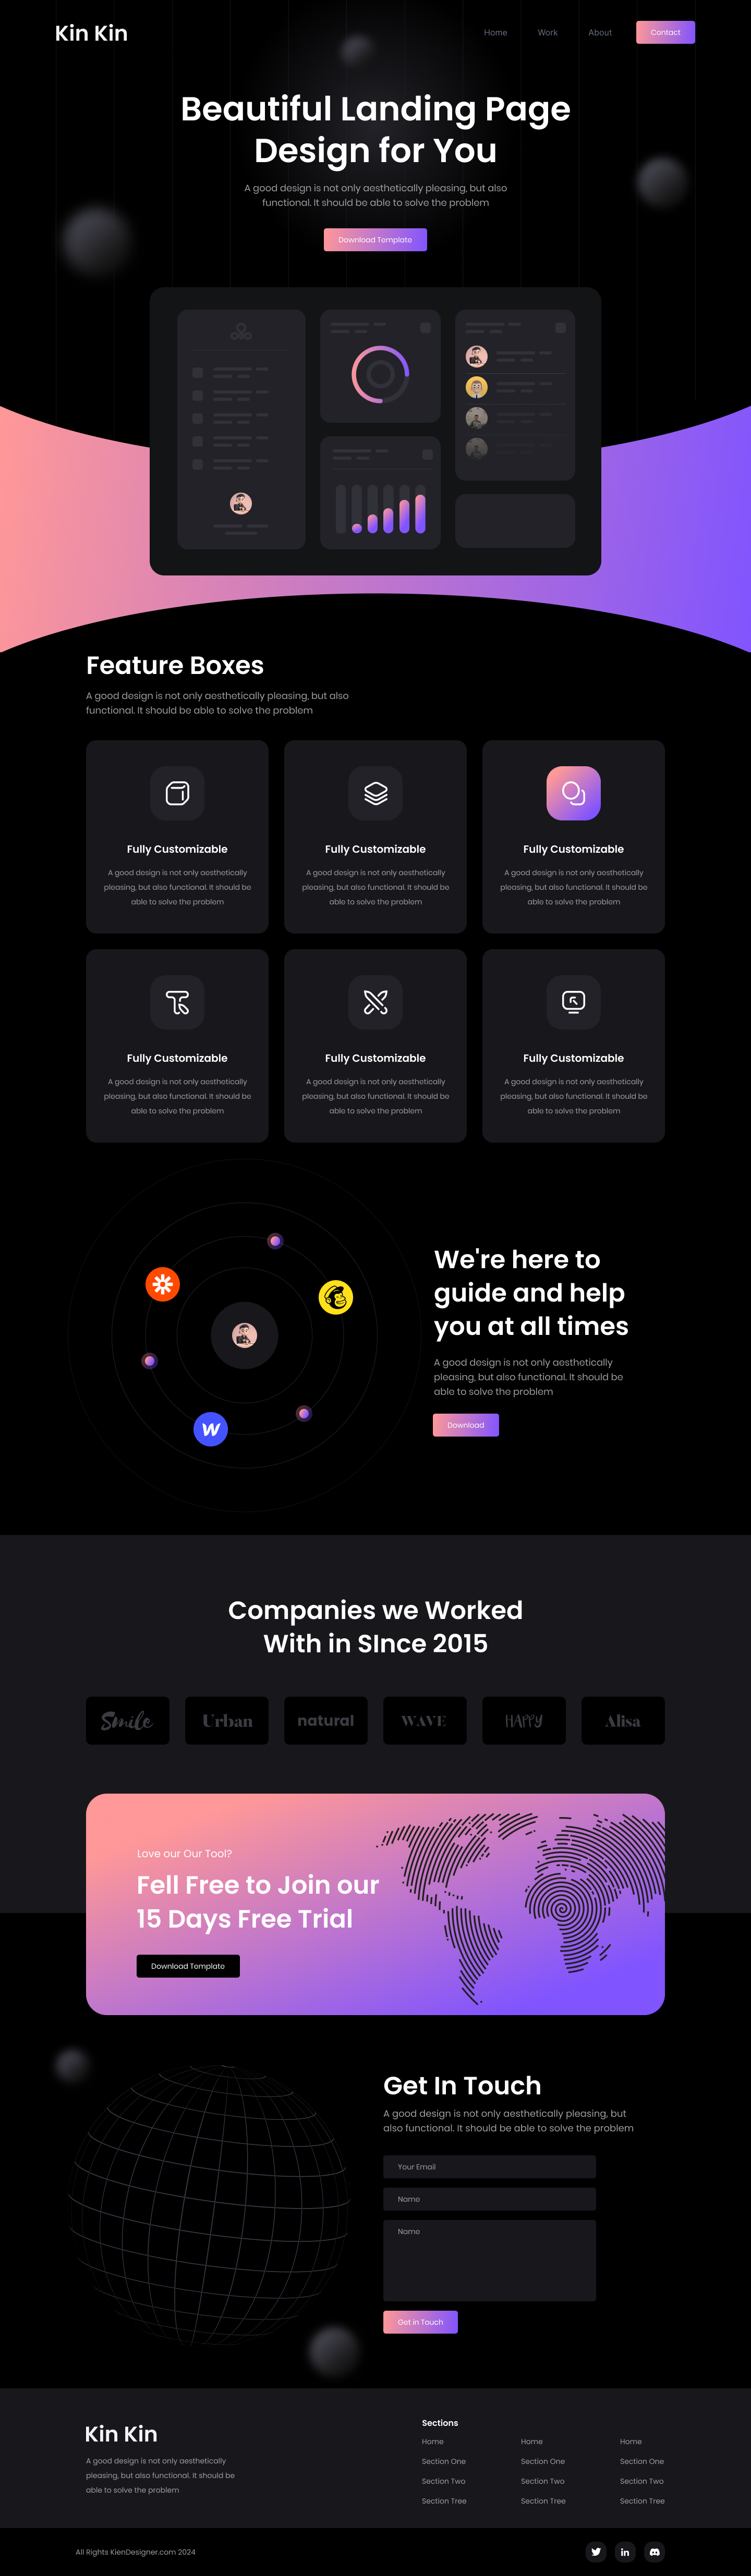 Kin Kin
Home
Work
About
Contact
Beautiful Landing Page
Design for You
A good design is not only aesthetically pleasing, but also
functional. It should be able to solve the problem
Download Template
Feature Boxes
A good design is not only aesthetically pleasing, but also
functional. It should be able to solve the problem
Fully Customizable
A good design is not only aesthetically
pleasing, but also functional. It should be
able to solve the problem
Fully Customizable
A good design is not only aesthetically
pleasing, but also functional. It should be
able to solve the problem
Fully Customizable
A good design is not only aesthetically
pleasing, but also functional. It should be
able to solve the problem
Fully Customizable
A good design is not only aesthetically
pleasing, but also functional. It should be
able to solve the problem
Fully Customizable
A good design is not only aesthetically
pleasing, but also functional. It should be
able to solve the problem
Fully Customizable
A good design is not only aesthetically
pleasing, but also functional. It should be
able to solve the problem
We're here to
guide and help
you at all times
A good design is not only aesthetically
pleasing, but also functional. It should be
able to solve the problem
Download
Companies we Worked
With in SInce 2015
Smile
Urban
natural
WAVE
HAPPY
Alisa
Love our Our Tool?
Fell Free to Join our
15 Days Free Trial
Download Template
Get In Touch
A good design is not only aesthetically pleasing, but
also functional. It should be able to solve the problem
Your Email
Name
Name
Get in Touch
Kin Kin
A good design is not only aesthetically
pleasing, but also functional. It should be
able to solve the problem
Sections
Home
Section One
Section Two
Section Tree
Home
Section One
Section Two
Section Tree
Home
Section One
Section Two
Section Tree
All Rights KienDesigner.com 2024
in